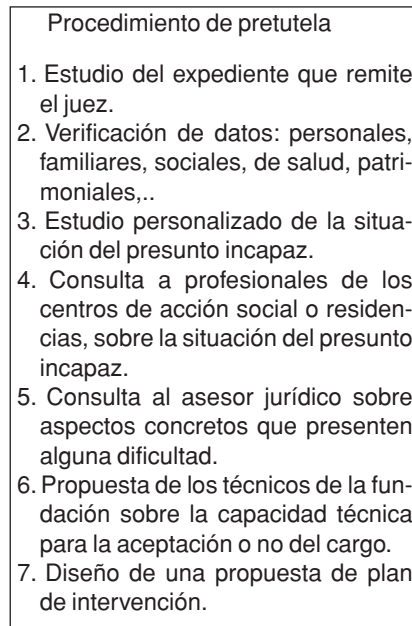 Procedimiento de pretutela
1. Estudio del expediente que remite
el juez.
2. Verificación de datos: personales,
familiares, sociales, de salud, patri-
moniales,..
3. Estudio personalizado de la situa-
ción del presunto incapaz.
4. Consulta a profesionales de los
centros de acción social o residen-
cias, sobre la situación del presunto
incapaz.
5. Consulta al asesor jurídico sobre
aspectos concretos que presenten
alguna dificultad.
6. Propuesta de los técnicos de la fun-
dación sobre la capacidad técnica
para la aceptación o no del cargo.
7. Diseño de una propuesta de plan
de intervención.